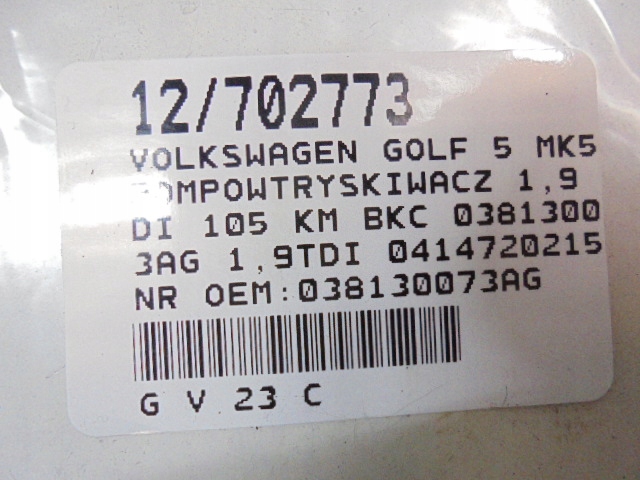 12/702773
VOLKSWAGEN GOLF 5 MK5
POMPOWTRYSKIWACZ 1,9
DI 105 KM BKC 0381300
3AG 1,9TDI 0414720215
NR OEM:038130073AG
G V 23 C